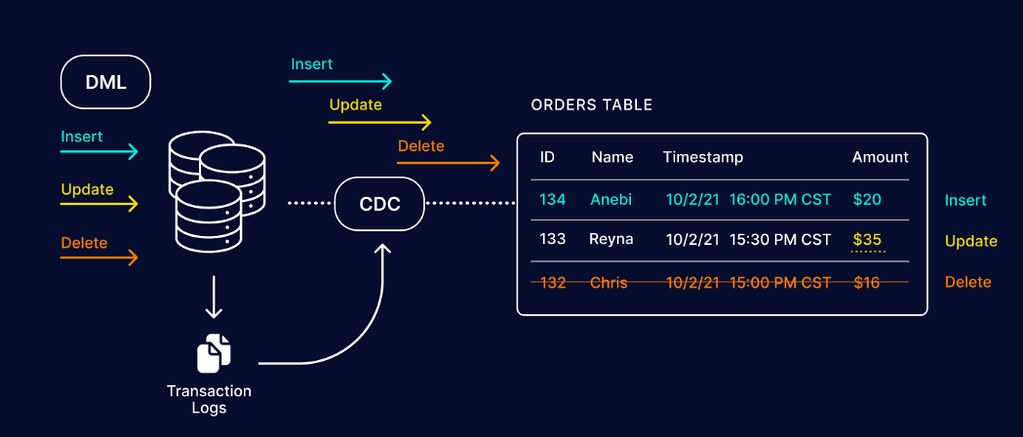 DML
Insert
Update
Delete
Insert
Update
Delete
CDC
Transaction
Logs
ORDERS TABLE
ID Name Timestamp Amount
134 Anebi 10/2/21 16:00 PM CST $20 Insert
133 Reyna 10/2/21 15:30 PM CST $35 Update
132 Chris 10/2/21 15:00 PM CST $16 Delete